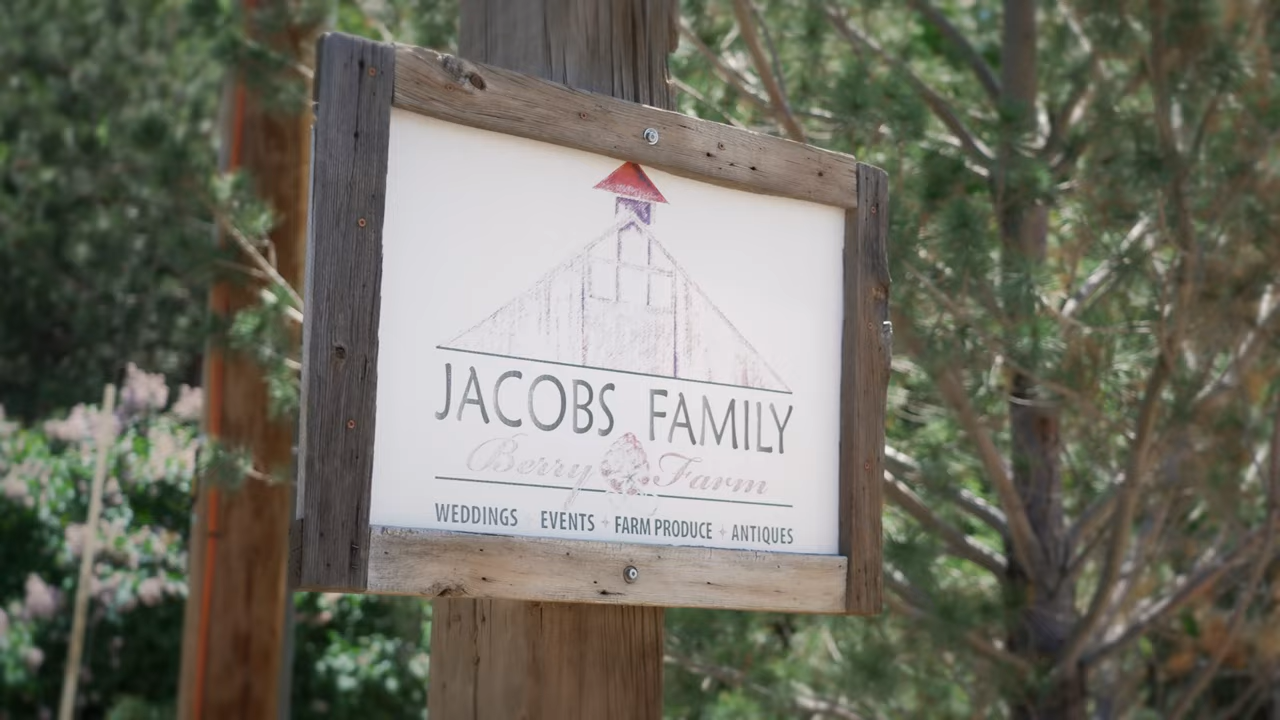 JACOBS FAMILY
Berry Farm
WEDDINGS + EVENTS + FARM PRODUCE + ANTIQUES